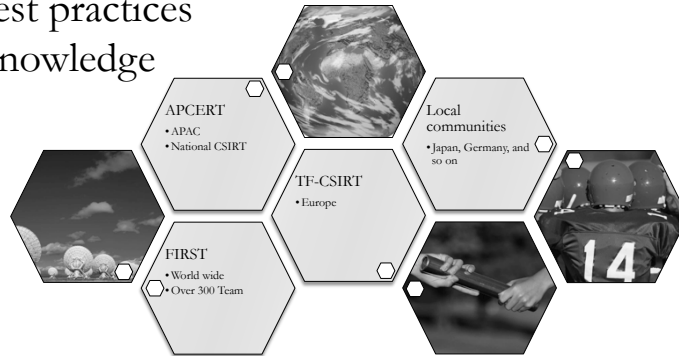 est practices
nowledge
APCERT
• APAC
• National CSIRT
Local
communities
• Japan, Germany, and
so on
TF-CSIRT
• Europe
FIRST
• World wide
• Over 300 Team
14